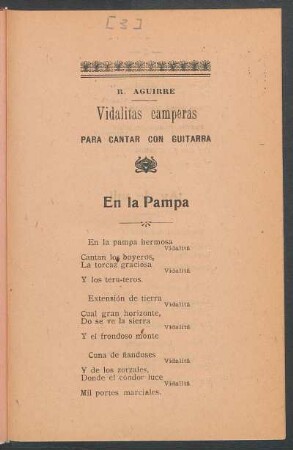 [3]
R. AGUIRRE
Vidalitas camperas
PARA CANTAR CON GUITARRA
En la Pampa
En la pampa hermosa
Vidalitá
Cantan los boyeros,
La torcaz graciosa
Vidalitá
Y los teru-teros.
Extensión de tierra
Vidalitá
Cual gran horizonte,
Do se ve la sierra
Vidalitá
Y el frondoso monte
Cuna de ñanduses
Vidalitá
Y de los zorzales,
Donde el cóndor luce
Vidalitá
Mil portes marciales.